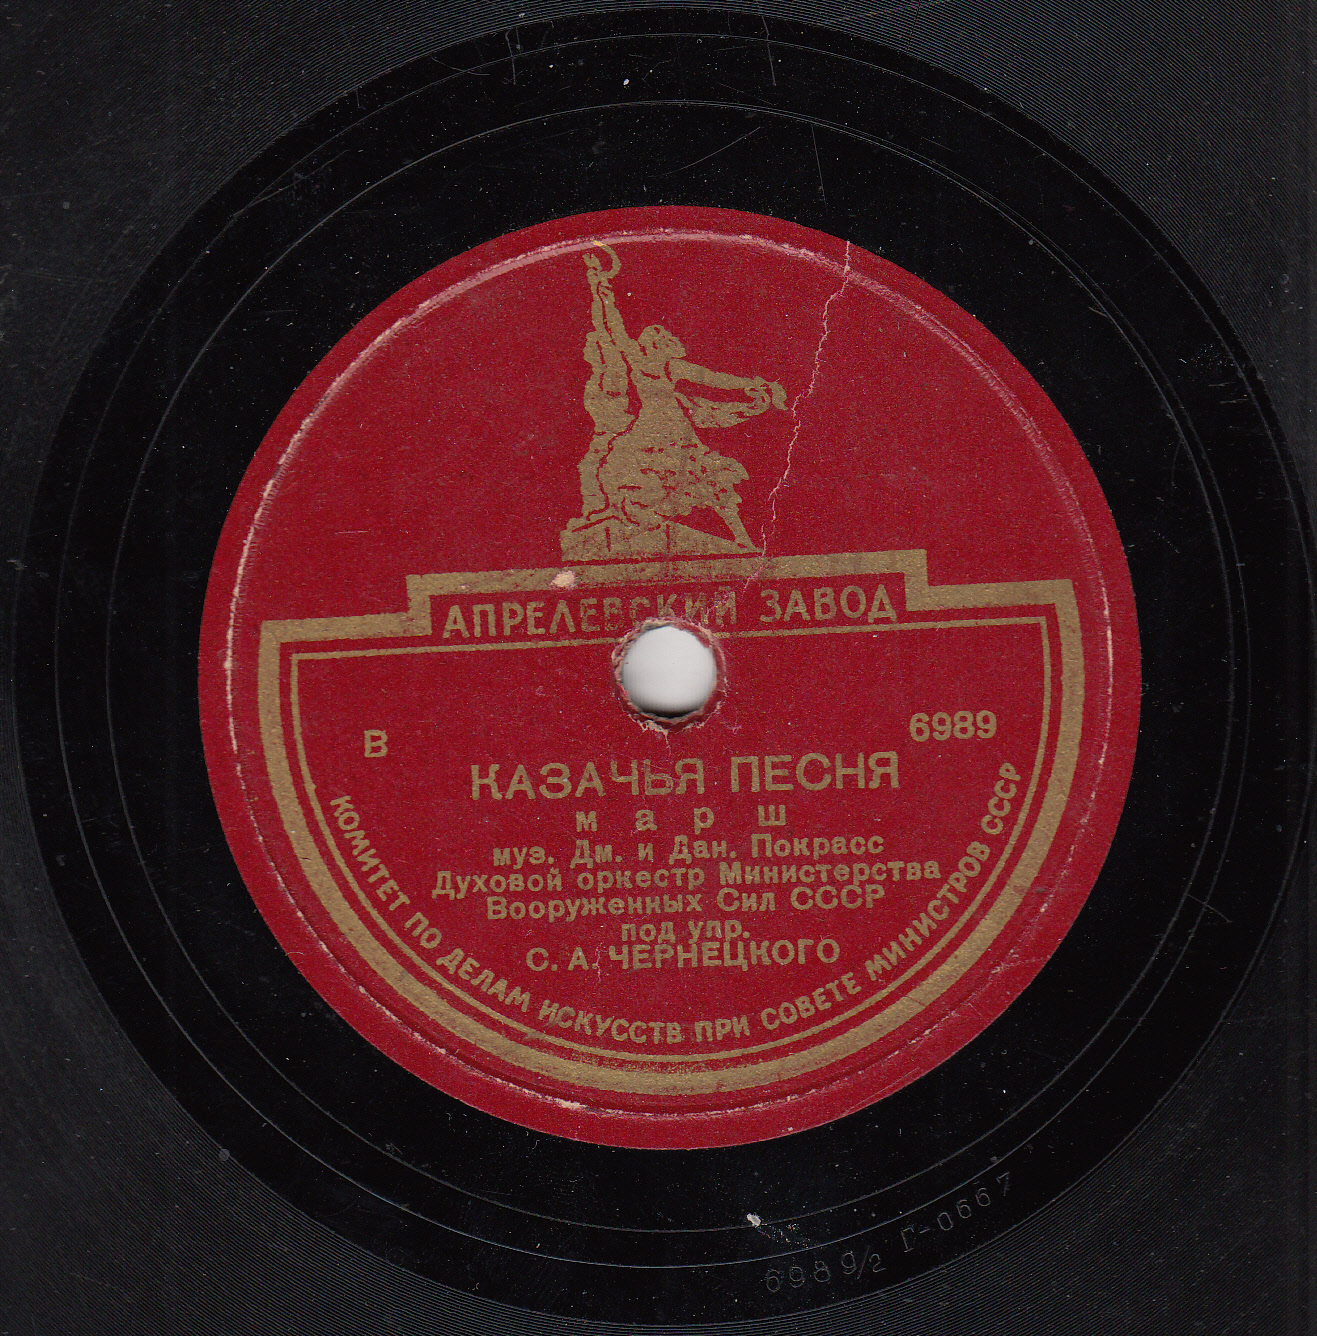 АПРЕЛЕВСКИЙ ЗАВОД
В 6989
КАЗАЧЬЯ ПЕСНЯ
марш
муз. Дм. и Дан. Покрасс
Духовой оркестр Министерства
Вооруженных Сил СССР
под упр.
С. А. ЧЕРНЕЦКОГО
КОМИТЕТ ПО ДЕЛАМ ИСКУССТВ ПРИ СОВЕТЕ МИНИСТРОВ СССР
6989/2 Г-0667